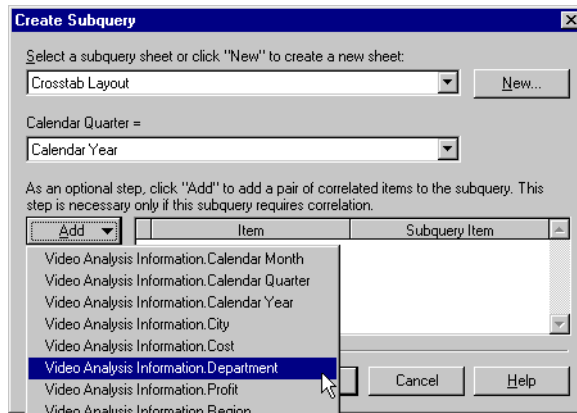 Create Subquery
Select a subquery sheet or click "New" to create a new sheet:
Crosstab Layout
New...
Calendar Quarter =
Calendar Year
As an optional step, click "Add" to add a pair of correlated items to the subquery. This
step is necessary only if this subquery requires correlation.
Add
Item
Subquery Item
Video Analysis Information.Calendar Month
Video Analysis Information.Calendar Quarter
Video Analysis Information.Calendar Year
Video Analysis Information.City
Video Analysis Information.Cost
Video Analysis Information.Department
Cancel
Help
Video Analysis Information.Profit
Video Analysis Information.Region